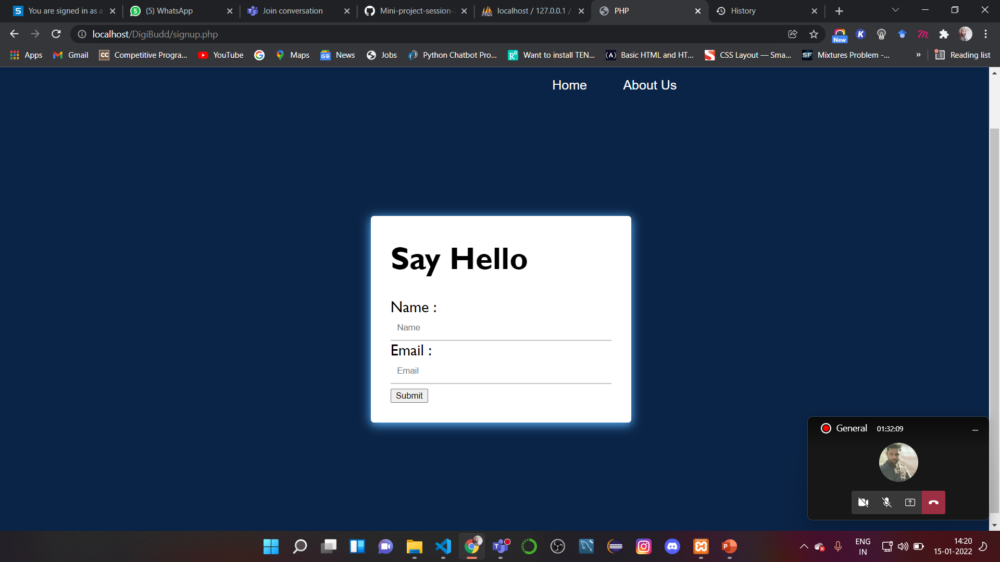 You are signed in as a
(5) WhatsApp
Join conversation
Mini-project-session-
localhost / 127.0.0.1 /
PHP
History
localhost/DigiBudd/signup.php
New
Apps
Gmail
Competitive Progra...
YouTube
Maps
News
Jobs
Python Chatbot Pro...
Want to install TEN...
Basic HTML and HT...
CSS Layout — Sma...
Mixtures Problem -...
»
Reading list
Home About Us
Say Hello
Name :
Name
Email :
Email
Submit
General 01:32:09
ENG
IN
14:20
15-01-2022